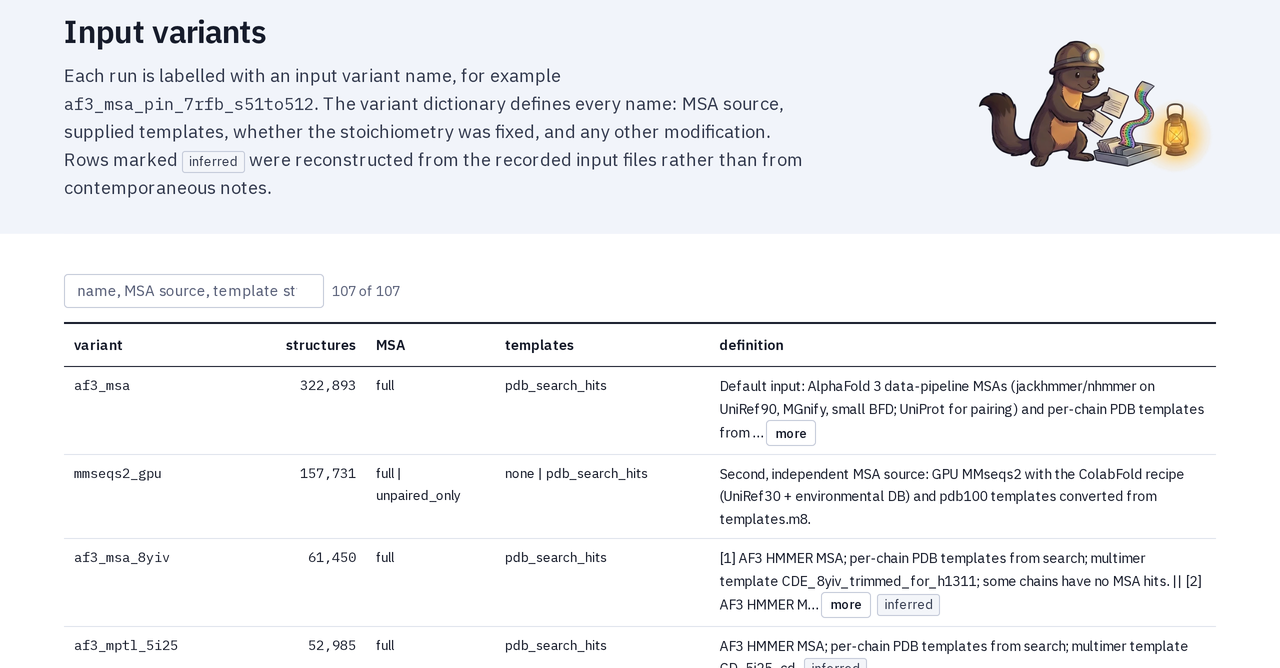 Input variants
Each run is labelled with an input variant name, for example
af3_msa_pin_7rfb_s51to512. The variant dictionary defines every name: MSA source,
supplied templates, whether the stoichiometry was fixed, and any other modification.
Rows marked inferred were reconstructed from the recorded input files rather than from
contemporaneous notes.
name, MSA source, template st
107 of 107
variant structures MSA templates definition
af3_msa 322,893 full pdb_search_hits Default input: AlphaFold 3 data-pipeline MSAs (jackhmmer/nhmmer on
UniRef90, MGnify, small BFD; UniProt for pairing) and per-chain PDB templates
from … more
mmseqs2_gpu 157,731 full | none | pdb_search_hits Second, independent MSA source: GPU MMseqs2 with the ColabFold recipe
unpaired_only (UniRef30 + environmental DB) and pdb100 templates converted from
templates.m8.
af3_msa_8yiv 61,450 full pdb_search_hits [1] AF3 HMMER MSA; per-chain PDB templates from search; multimer
template CDE_8yiv_trimmed_for_h1311; some chains have no MSA hits. || [2]
AF3 HMMER M… more inferred
af3_mptl_5i25 52,985 full pdb_search_hits AF3 HMMER MSA; per-chain PDB templates from search; multimer template
CD_5i25_cd. inferred